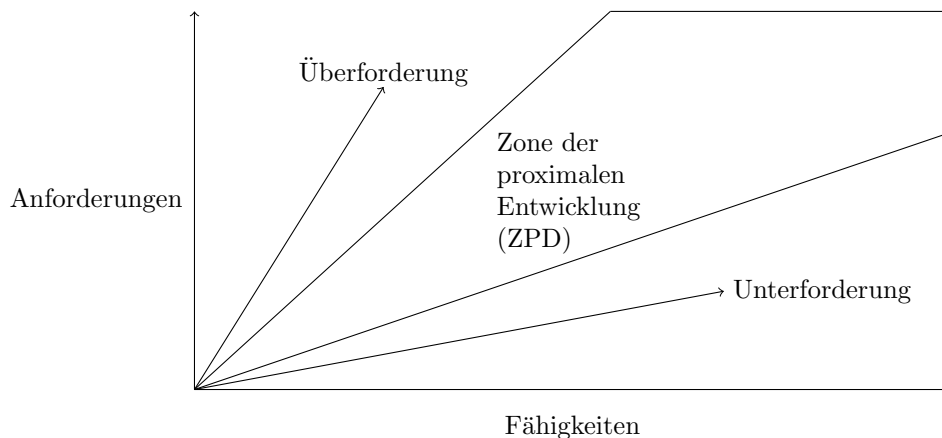 Überforderung
Zone der
proximalen
Entwicklung
(ZPD)
Anforderungen
Unterforderung
Fähigkeiten